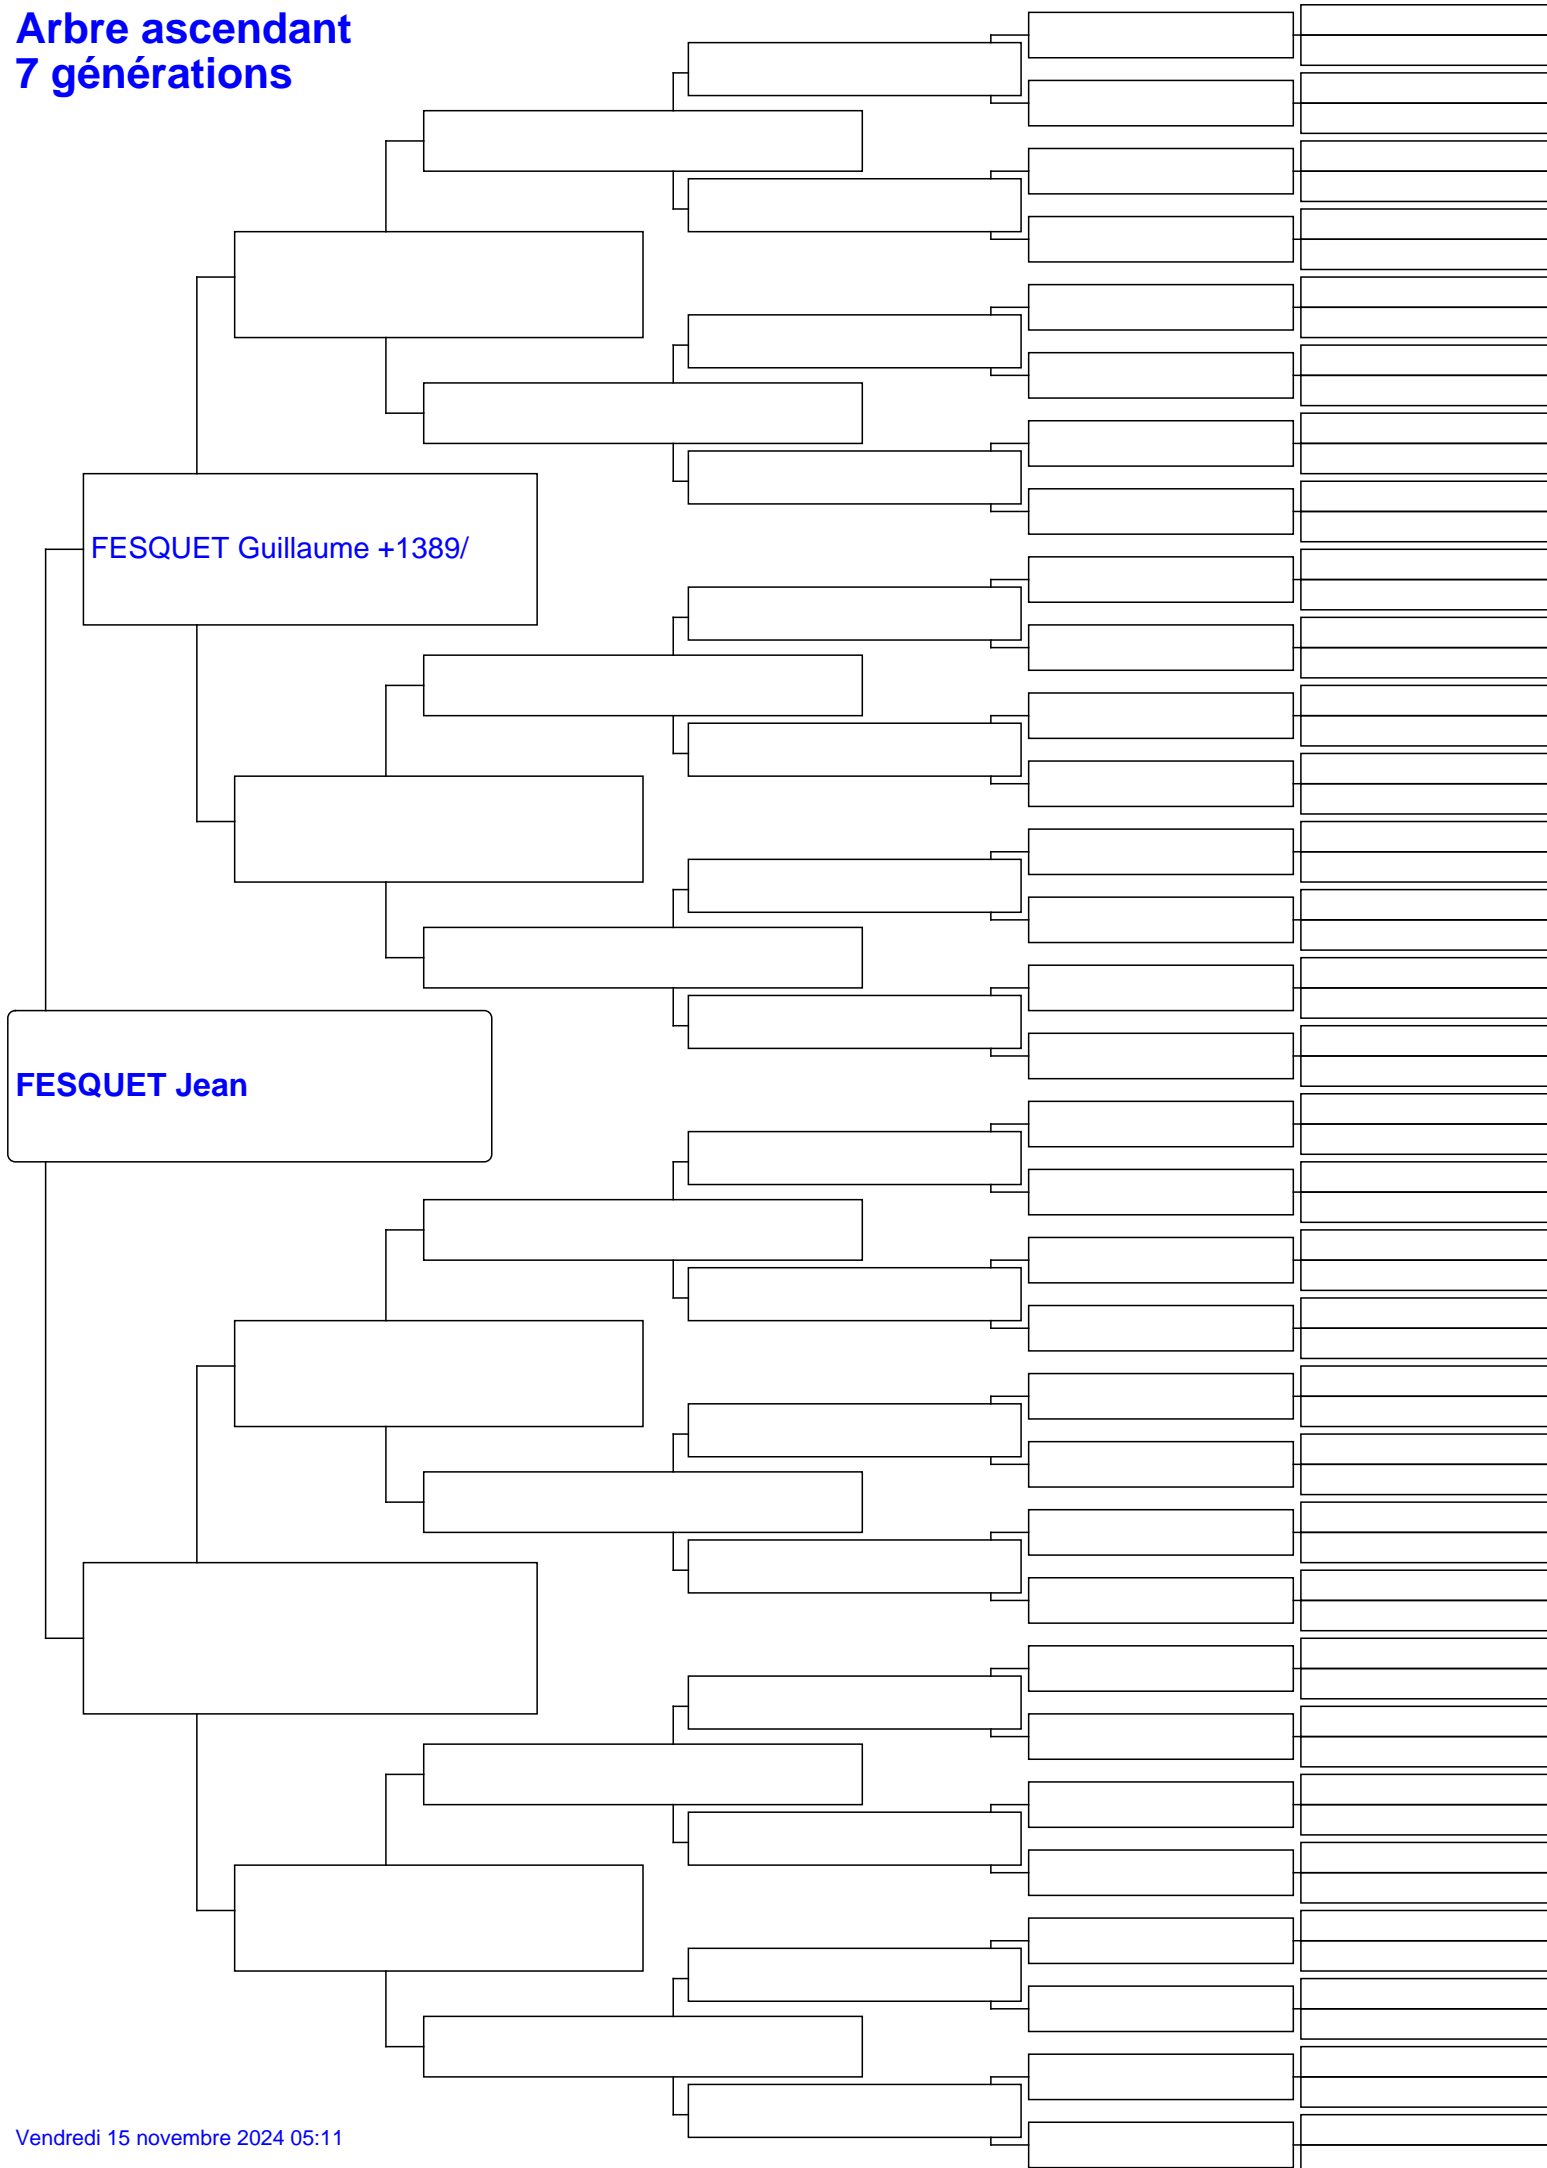 Arbre ascendant
7 générations
FESQUET Guillaume +1389/
FESQUET Jean
Vendredi 15 novembre 2024 05:11